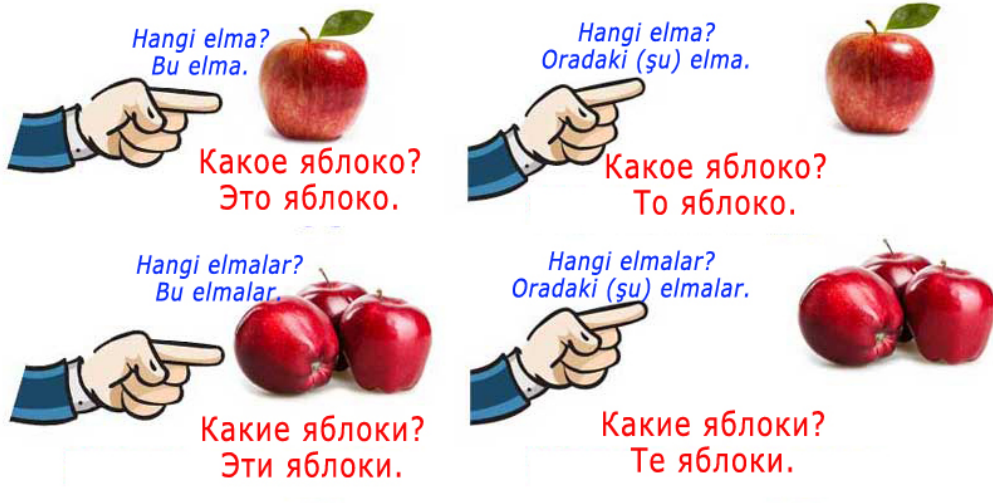 Hangi elma?
Bu elma.
Какое яблоко?
Это яблоко.
Hangi elma?
Oradaki (şu) elma.
Какое яблоко?
То яблоко.
Hangi elmalar?
Bu elmalar.
Какие яблоки?
Эти яблоки.
Hangi elmalar?
Oradaki (şu) elmalar.
Какие яблоки?
Те яблоки.